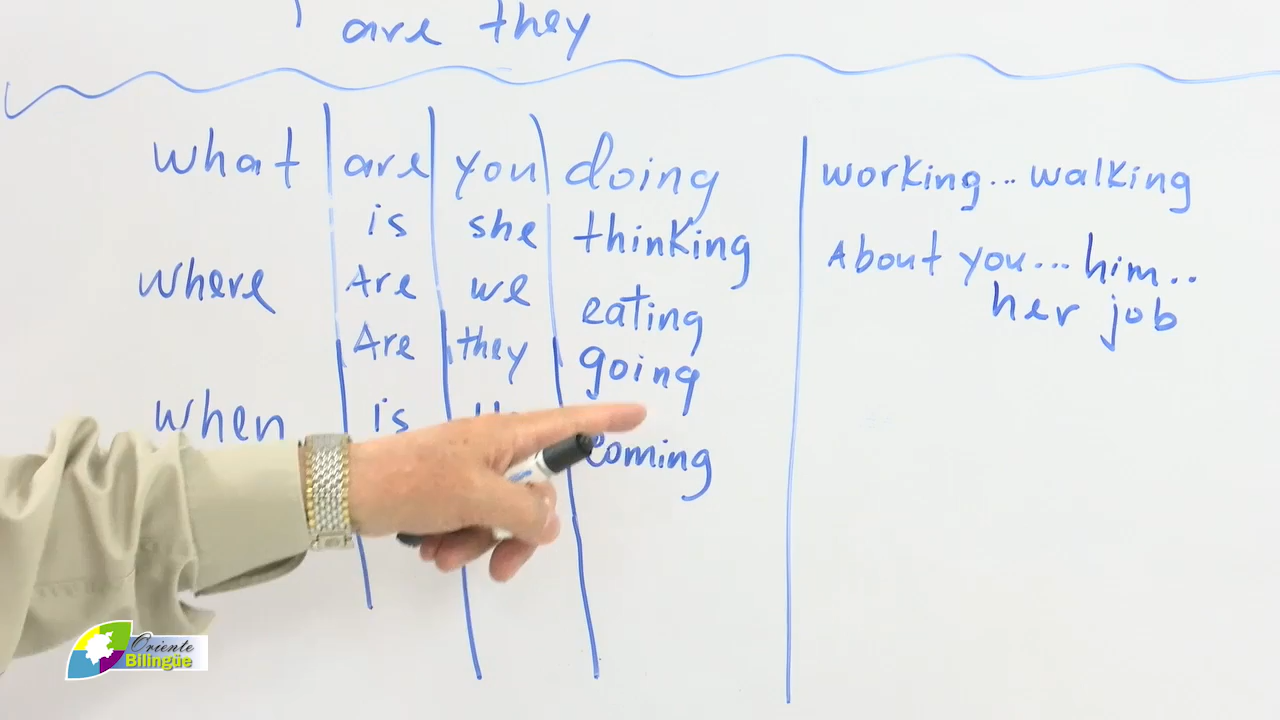 are they
what are you doing working... walking
is she thinking About you... him..
her job
where Are we eating
Are they going
when is coming
Oriente
Bilingüe